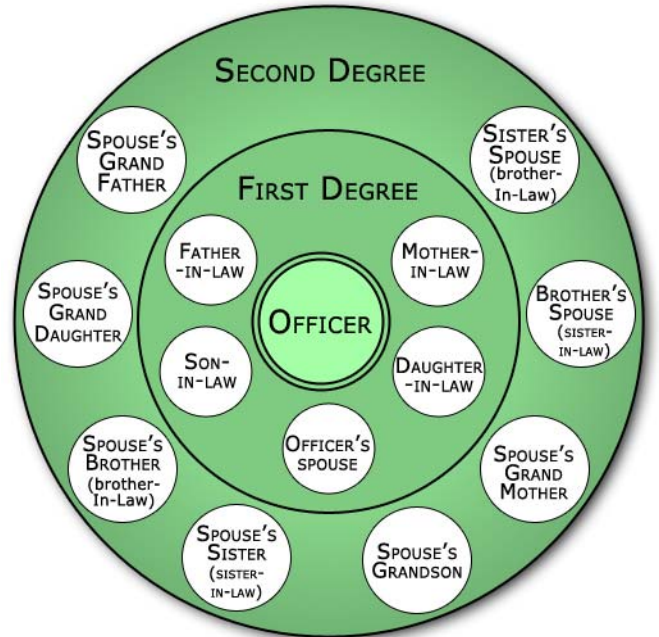 SECOND DEGREE
SPOUSE'S
GRAND
FATHER
SISTER'S
SPOUSE
(brother-
In-Law)
FIRST DEGREE
FATHER
-IN-LAW
MOTHER-
IN-LAW
SPOUSE'S
GRAND
DAUGHTER
OFFICER
BROTHER'S
SPOUSE
(SISTER-
IN-LAW)
SON-
IN-LAW
DAUGHTER
-IN-LAW
SPOUSE'S
BROTHER
(brother-
In-Law)
OFFICER'S
SPOUSE
SPOUSE'S
GRAND
MOTHER
SPOUSE'S
SISTER
(SISTER-
IN-LAW)
SPOUSE'S
GRANDSON